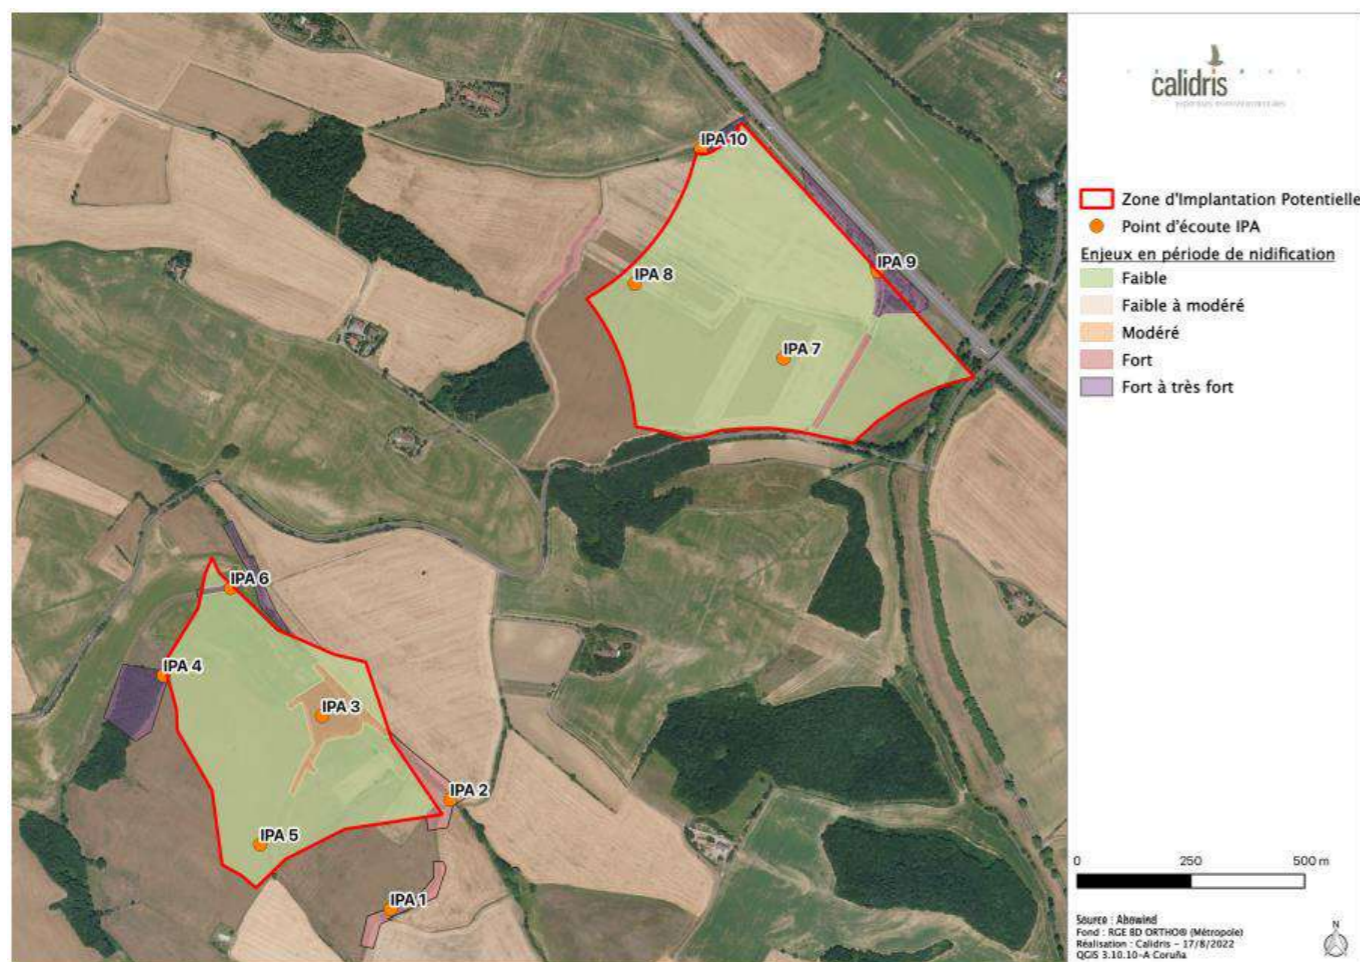 calidris
Zone d'Implantation Potentielle
Point d'écoute IPA
Enjeux en période de nidification
Faible
Faible à modéré
Modéré
Fort
Fort à très fort
IPA 10
IPA 9
IPA 8
IPA 7
IPA 6
IPA 4
IPA 3
IPA 2
IPA 5
IPA 1
0 250 500 m
Source : Abowind
Fond : RGE BD ORTHO® (Métropole)
Réalisation : Calidris - 17/8/2022
QGIS 3.10.10-A Coruña
N